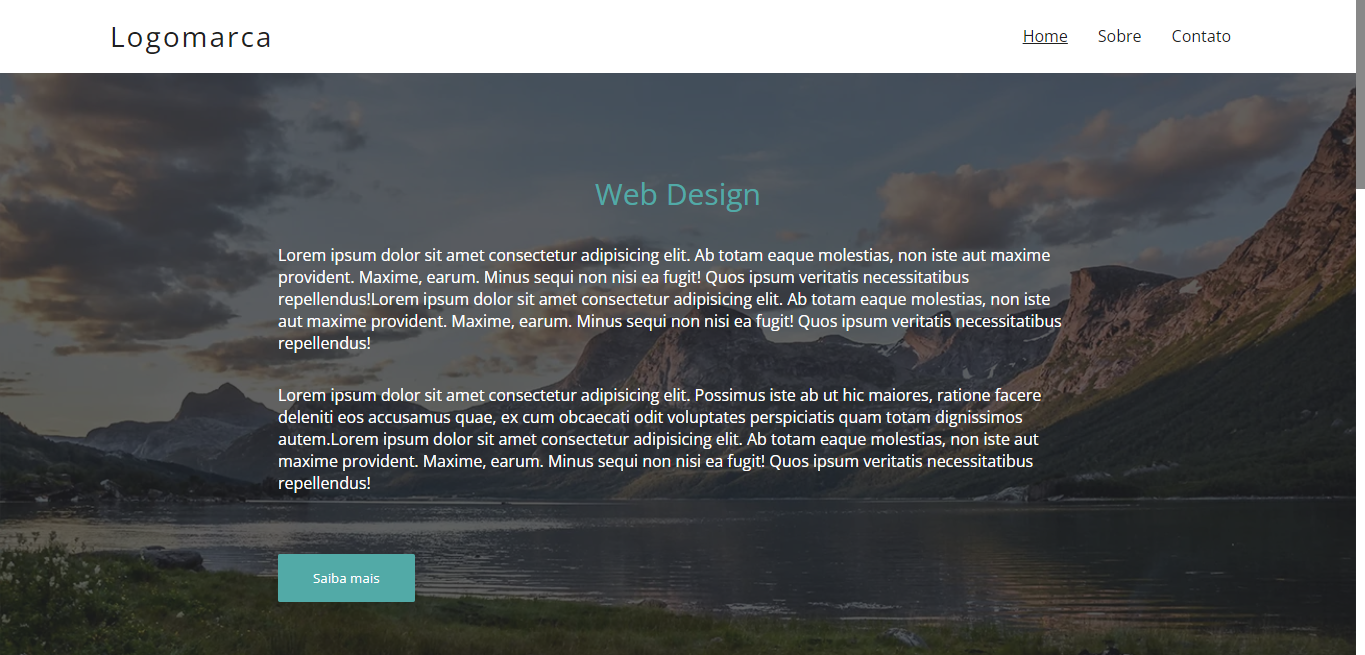 Logomarca
Home Sobre Contato
Web Design
Lorem ipsum dolor sit amet consectetur adipisicing elit. Ab totam eaque molestias, non iste aut maxime
provident. Maxime, earum. Minus sequi non nisi ea fugit! Quos ipsum veritatis necessitatibus
repellendus!Lorem ipsum dolor sit amet consectetur adipisicing elit. Ab totam eaque molestias, non iste
aut maxime provident. Maxime, earum. Minus sequi non nisi ea fugit! Quos ipsum veritatis necessitatibus
repellendus!
Lorem ipsum dolor sit amet consectetur adipisicing elit. Possimus iste ab ut hic maiores, ratione facere
deleniti eos accusamus quae, ex cum obcaecati odit voluptates perspiciatis quam totam dignissimos
autem.Lorem ipsum dolor sit amet consectetur adipisicing elit. Ab totam eaque molestias, non iste aut
maxime provident. Maxime, earum. Minus sequi non nisi ea fugit! Quos ipsum veritatis necessitatibus
repellendus!
Saiba mais